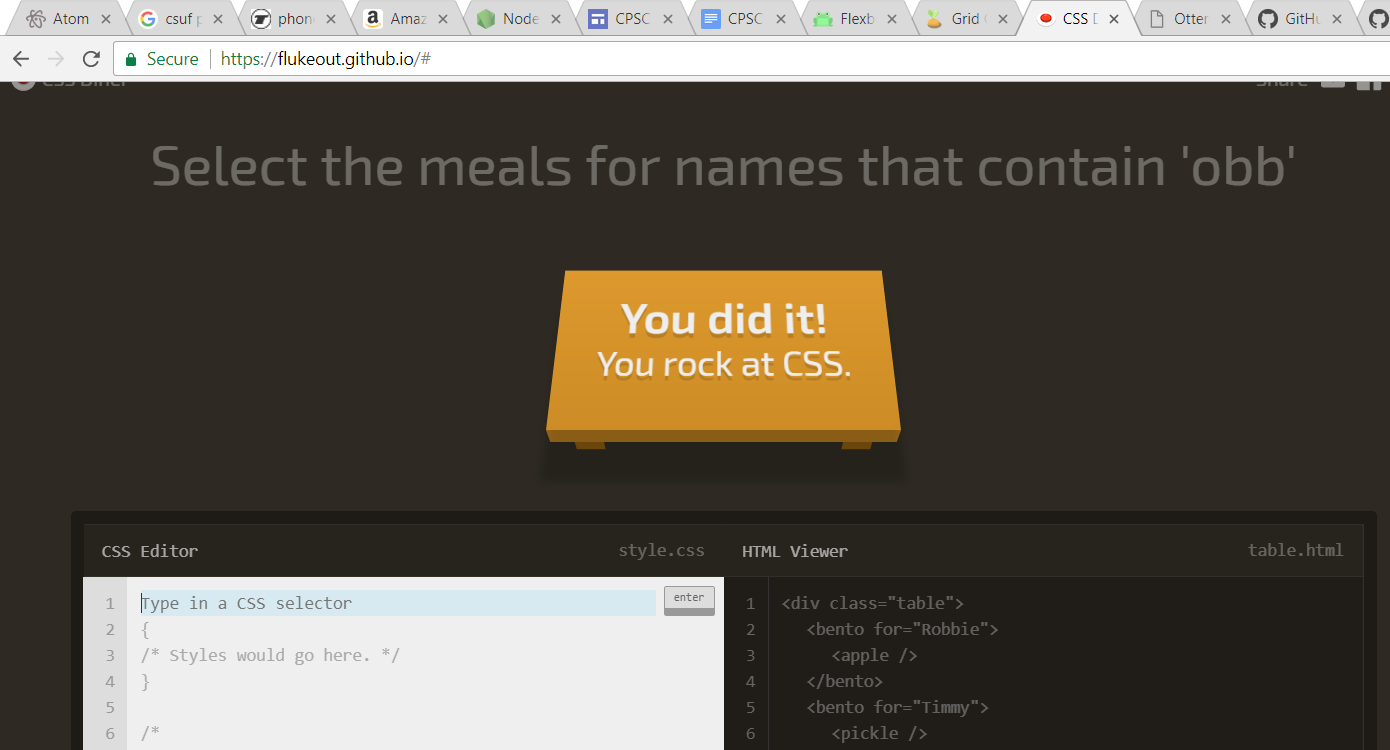 Atom
csuf p
phon
Amaz
Node
CPSC
CPSC
Flexb
Grid
CSS D
Otter
GitHu
Secure
https://flukeout.github.io/#
CSS Diner
Share
Select the meals for names that contain 'obb'
You did it!
You rock at CSS.
CSS Editor
style.css
HTML Viewer
table.html
1 Type in a CSS selector
enter
2 {
3 /* Styles would go here. */
4 }
5
6 /*
1 <div class="table">
2 <bento for="Robbie">
3 <apple />
4 </bento>
5 <bento for="Timmy">
6 <pickle />